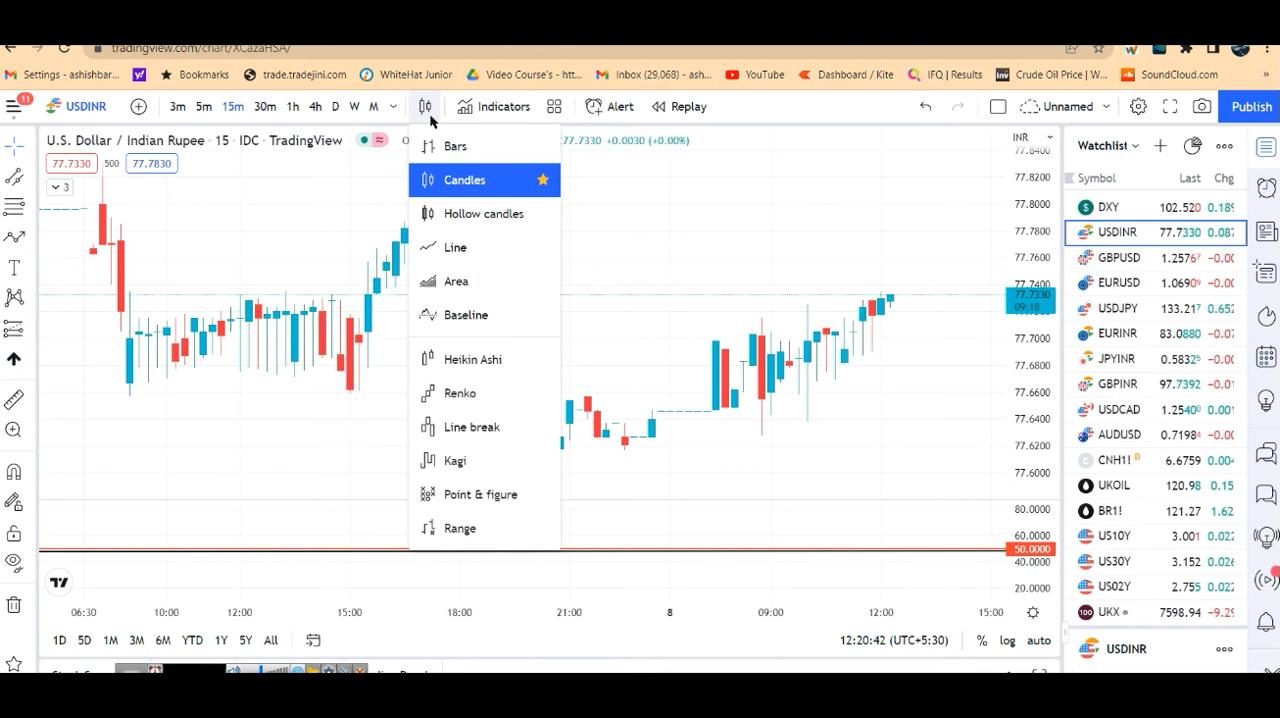 tradingview.com/chart/XCazaHSA/
Settings - ashishbar... Bookmarks trade.tradejini.com WhiteHat Junior Video Course's - htt... Inbox (29,068) - ash... YouTube Dashboard / Kite IFQ | Results Crude Oil Price | W... SoundCloud.com »
11 USDINR 3m 5m 15m 30m 1h 4h D W M Indicators Alert Replay Unnamed Publish
U.S. Dollar / Indian Rupee · 15 · IDC · TradingView 77.7330 +0.0030 (+0.00%) INR
77.7330 500 77.7830
3
Bars
Candles
Hollow candles
Line
Area
Baseline
Heikin Ashi
Renko
Line break
Kagi
Point & figure
Range
77.8400
77.8200
77.8000
77.7800
77.7600
77.7400
77.7330
09:18
77.7000
77.6800
77.6600
77.6400
77.6200
77.6000
80.0000
60.0000
50.0000
40.0000
20.0000
06:30 10:00 12:00 15:00 18:00 21:00 8 09:00 12:00 15:00
1D 5D 1M 3M 6M YTD 1Y 5Y All 12:20:42 (UTC+5:30) % log auto
Watchlist
Symbol Last Chg
DXY 102.520 0.189
USDINR 77.7330 0.087
GBPUSD 1.25767 -0.00
EURUSD 1.06909 -0.00
USDJPY 133.217 0.652
EURINR 83.0880 -0.07
JPYINR 0.58325 -0.00
GBPINR 97.7392 -0.01
USDCAD 1.25400 0.001
AUDUSD 0.71984 -0.00
CNH1! D 6.6759 0.004
UKOIL 120.98 0.15
BR1! 121.27 1.62
US10Y 3.001 0.022
US30Y 3.152 0.026
US02Y 2.755 0.025
100 UKX 7598.94 -9.29
USDINR